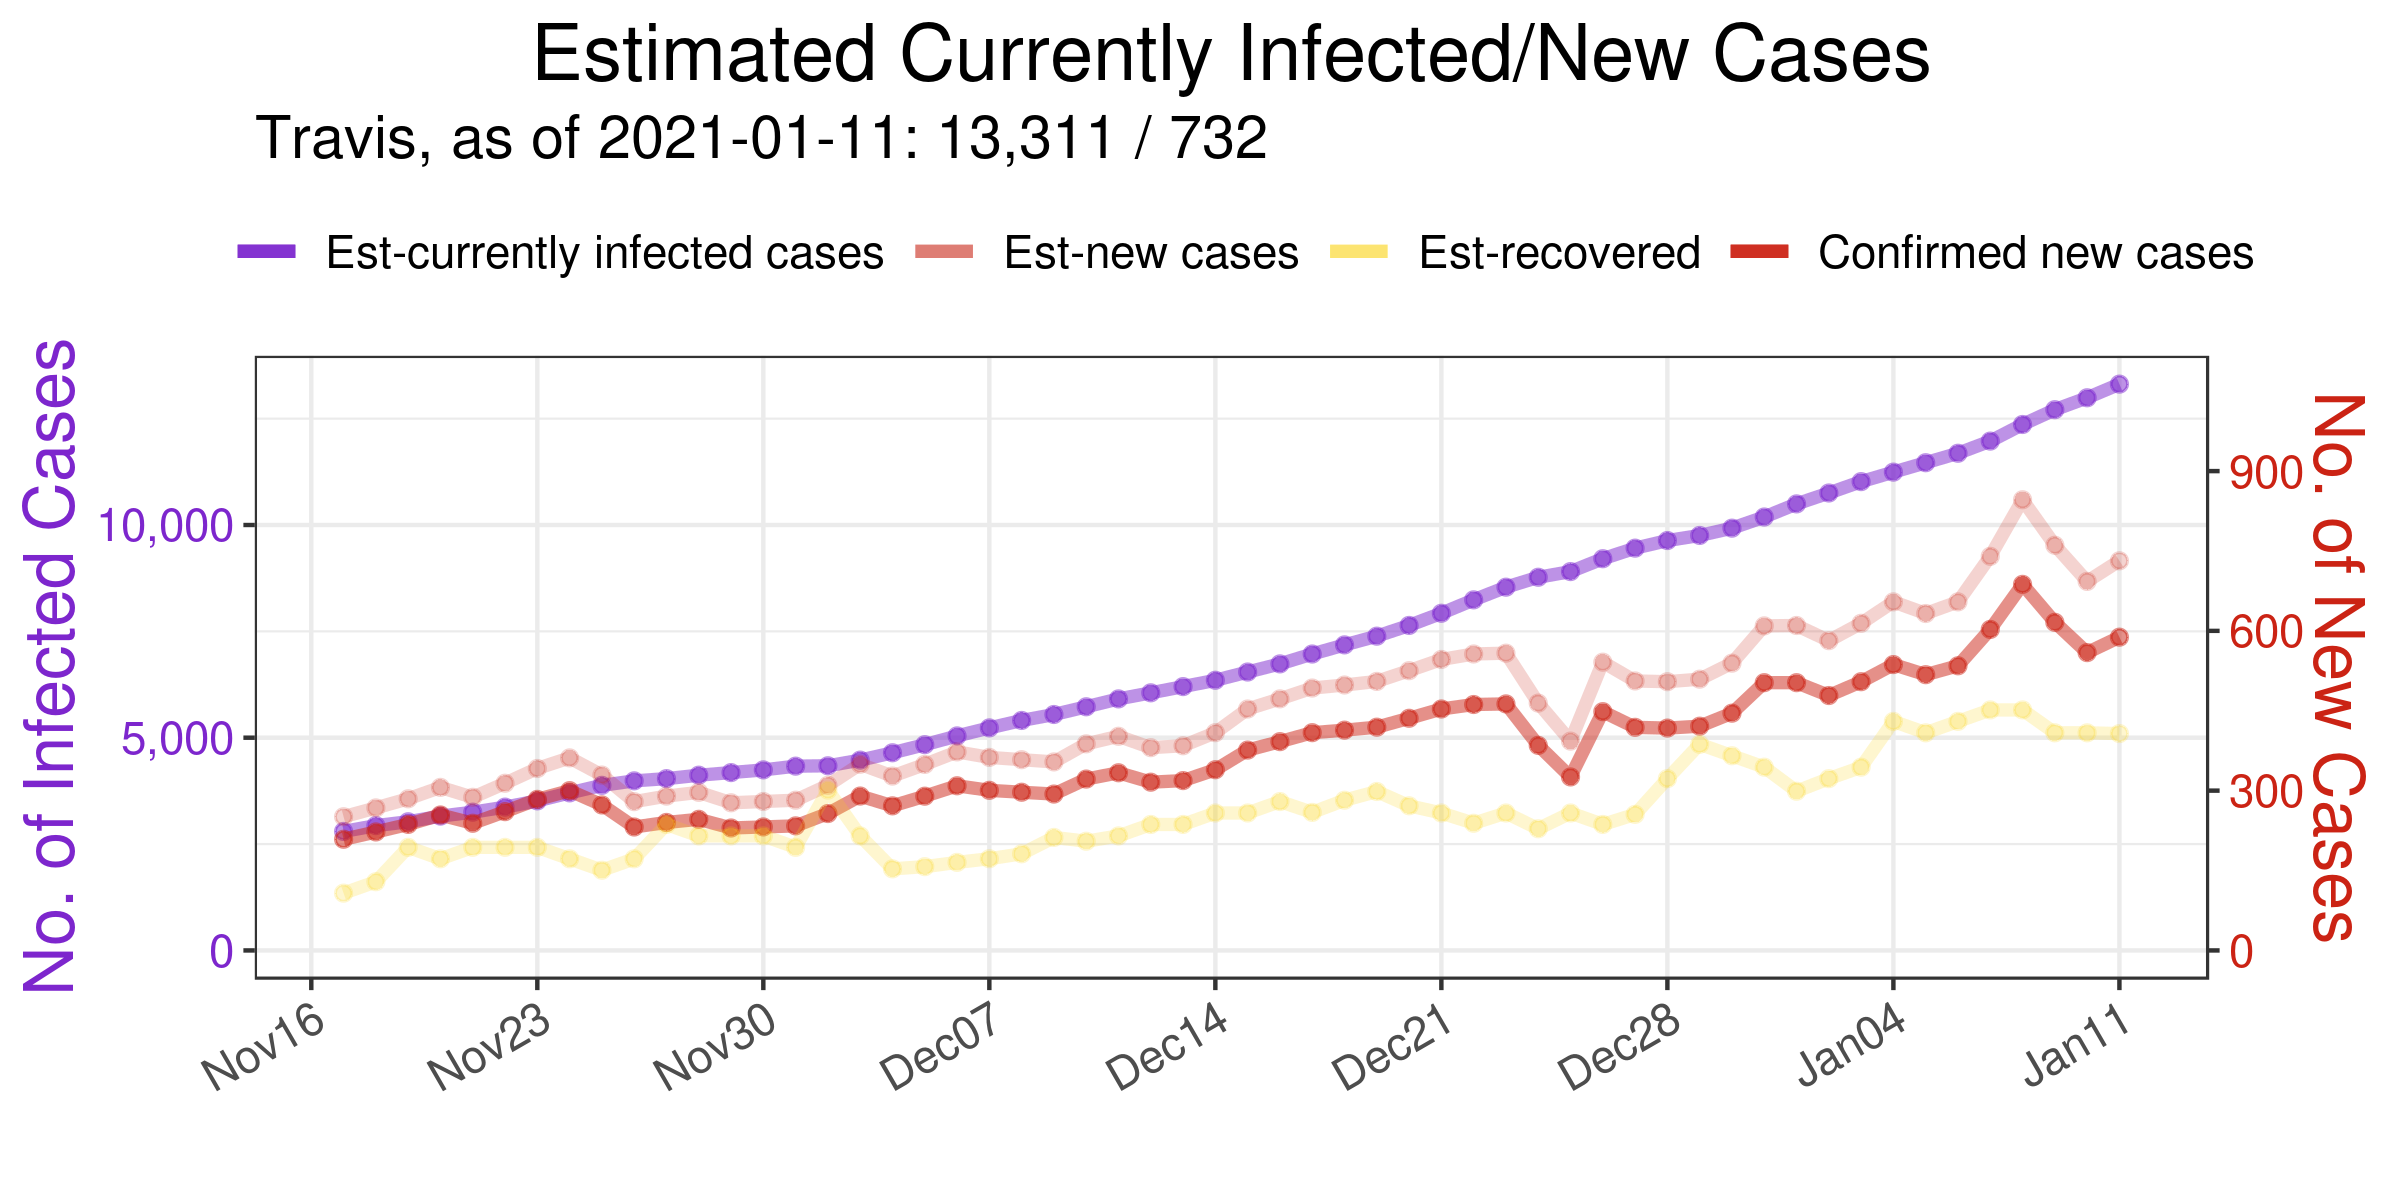 Estimated Currently Infected/New Cases
Travis, as of 2021-01-11: 13,311 / 732
Est-currently infected cases Est-new cases Est-recovered Confirmed new cases
No. of Infected Cases
10,000
5,000
0
900
600
300
0
No. of New Cases
Nov16 Nov23 Nov30 Dec07 Dec14 Dec21 Dec28 Jan04 Jan11